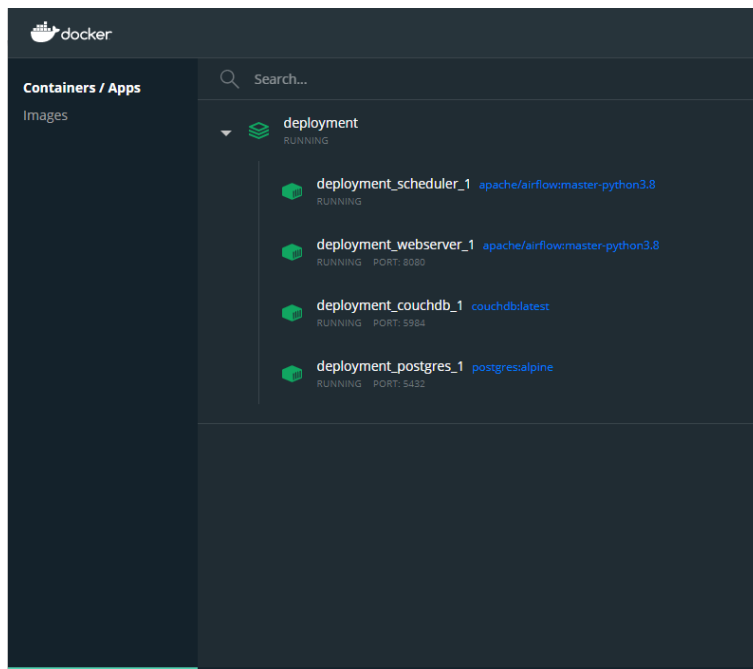 docker
Containers / Apps
Images
Search...
deployment
RUNNING
deployment_scheduler_1 apache/airflow:master-python3.8
RUNNING
deployment_webserver_1 apache/airflow:master-python3.8
RUNNING PORT: 8080
deployment_couchdb_1 couchdb:latest
RUNNING PORT: 5984
deployment_postgres_1 postgres:alpine
RUNNING PORT: 5432